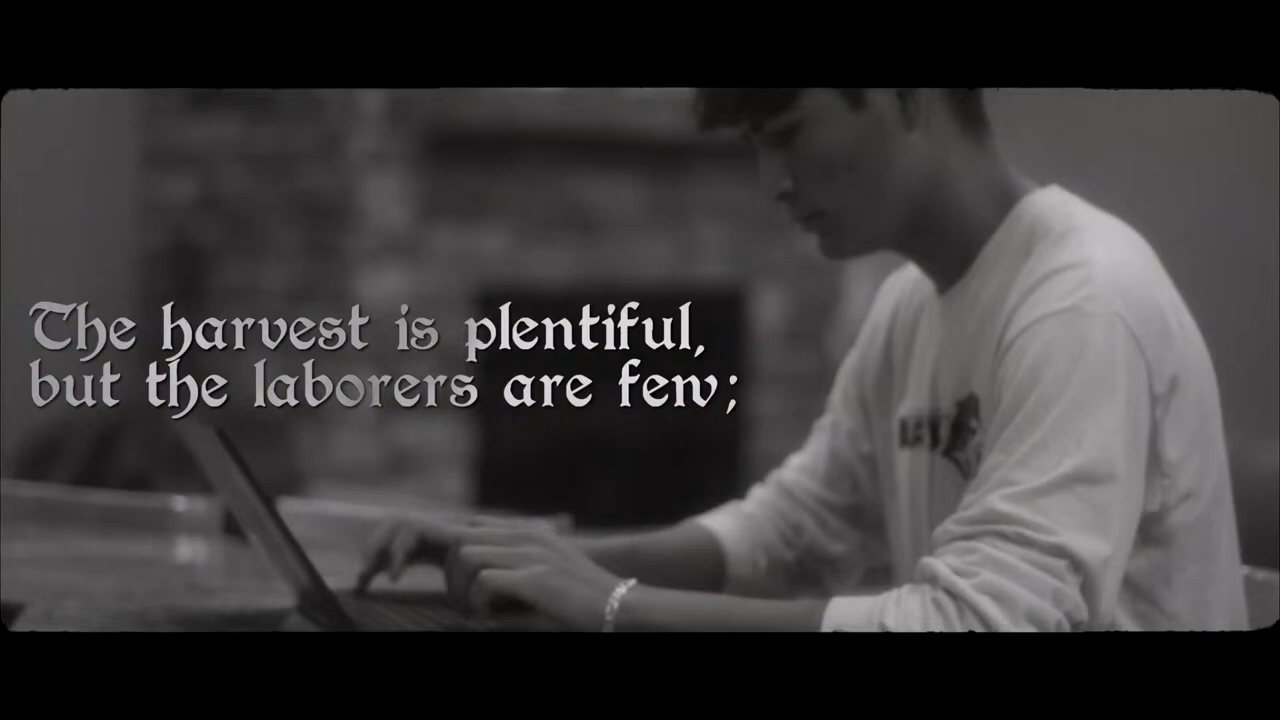 The harvest is plentiful,
but the laborers are few;